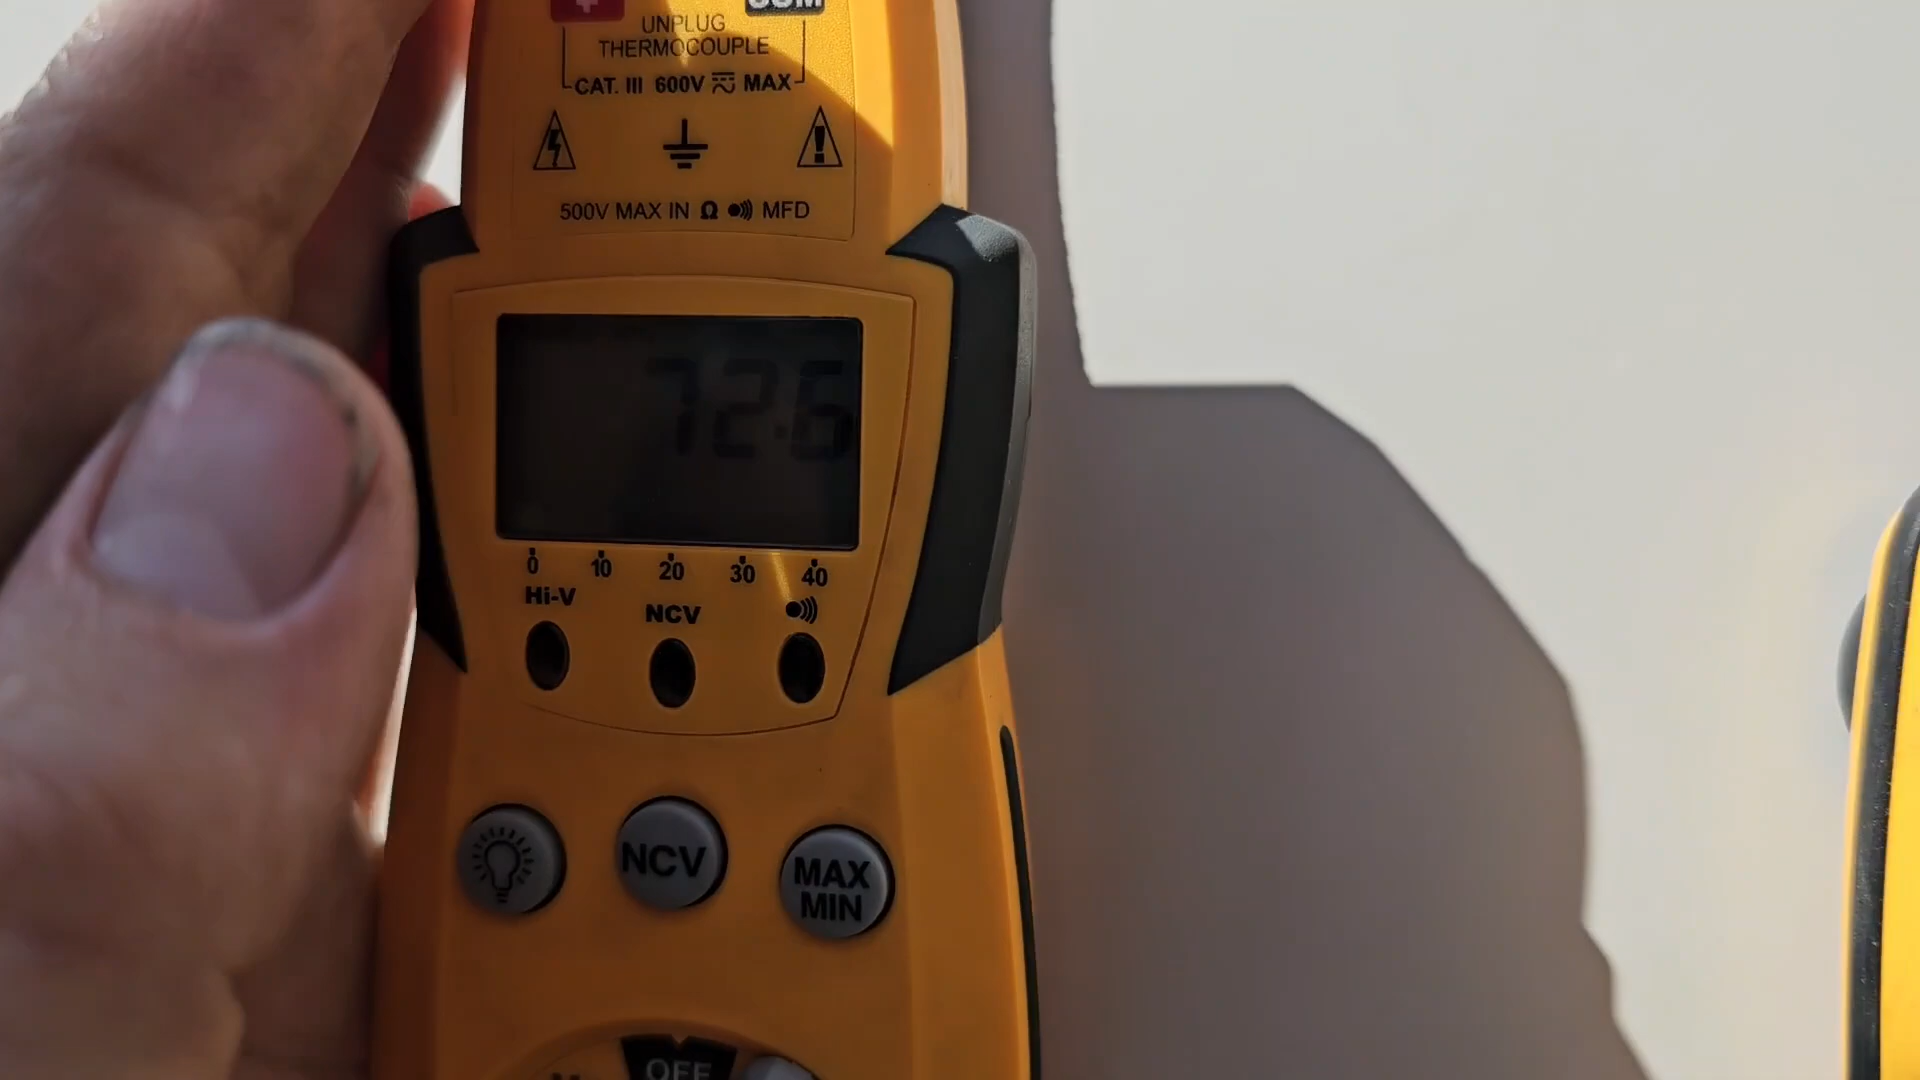 UNPLUG
THERMOCOUPLE
CAT. III 600V MAX
500V MAX IN Ω MFD
72.6
0 10 20 30 40
Hi-V NCV
NCV
MAX
MIN
OFF